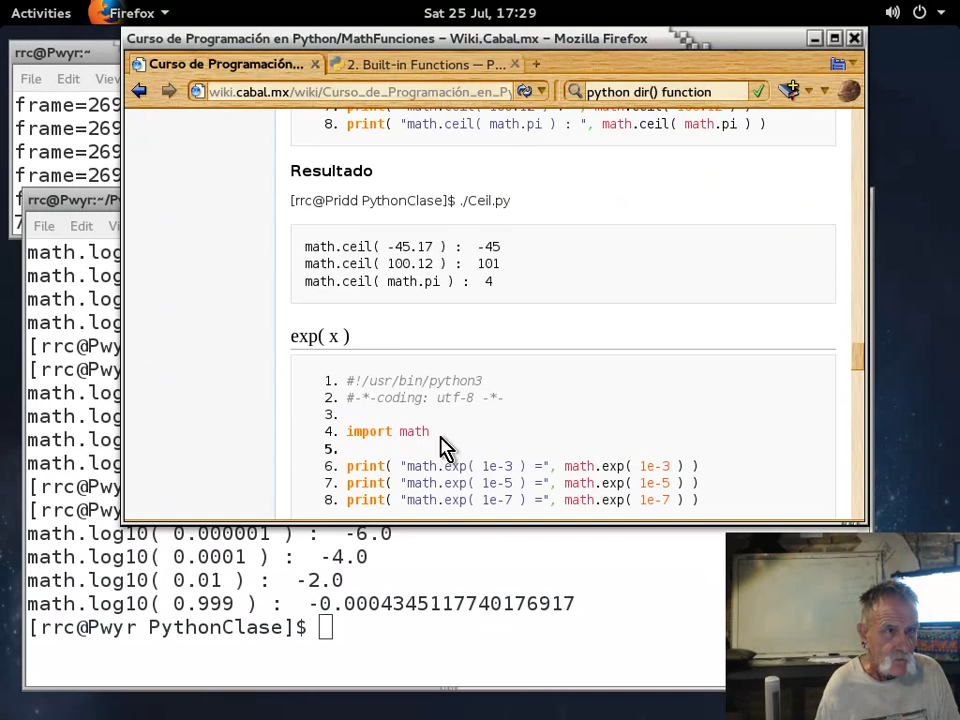 Activities Firefox Sat 25 Jul, 17:29
rrc@Pwyr:~
File Edit
frame=269
frame=269
frame=269
frame=269
Curso de Programación en Python/MathFunciones – Wiki.Cabal.mx – Mozilla Firefox
Curso de Programación... 2. Built-in Functions — P...
wiki.cabal.mx/wiki/Curso_de_Programación_en_Py python dir() function
8. print( "math.ceil( math.pi ) : ", math.ceil( math.pi ) )
Resultado
[rrc@Pridd PythonClase]$ ./Ceil.py
math.ceil( -45.17 ) : -45
math.ceil( 100.12 ) : 101
math.ceil( math.pi ) : 4
exp( x )
1. #!/usr/bin/python3
2. #-*-coding: utf-8 -*-
3.
4. import math
5.
6. print( "math.exp( 1e-3 ) =", math.exp( 1e-3 ) )
7. print( "math.exp( 1e-5 ) =", math.exp( 1e-5 ) )
8. print( "math.exp( 1e-7 ) =", math.exp( 1e-7 ) )
rrc@Pwyr:~/P
File Edit
math.log
math.log
math.log
math.log
[rrc@Pwy
[rrc@Pwy
math.log
math.log
math.log
math.log
[rrc@Pwy
[rrc@Pwy
math.log10( 0.000001 ) : -6.0
math.log10( 0.0001 ) : -4.0
math.log10( 0.01 ) : -2.0
math.log10( 0.999 ) : -0.0004345117740176917
[rrc@Pwyr PythonClase]$